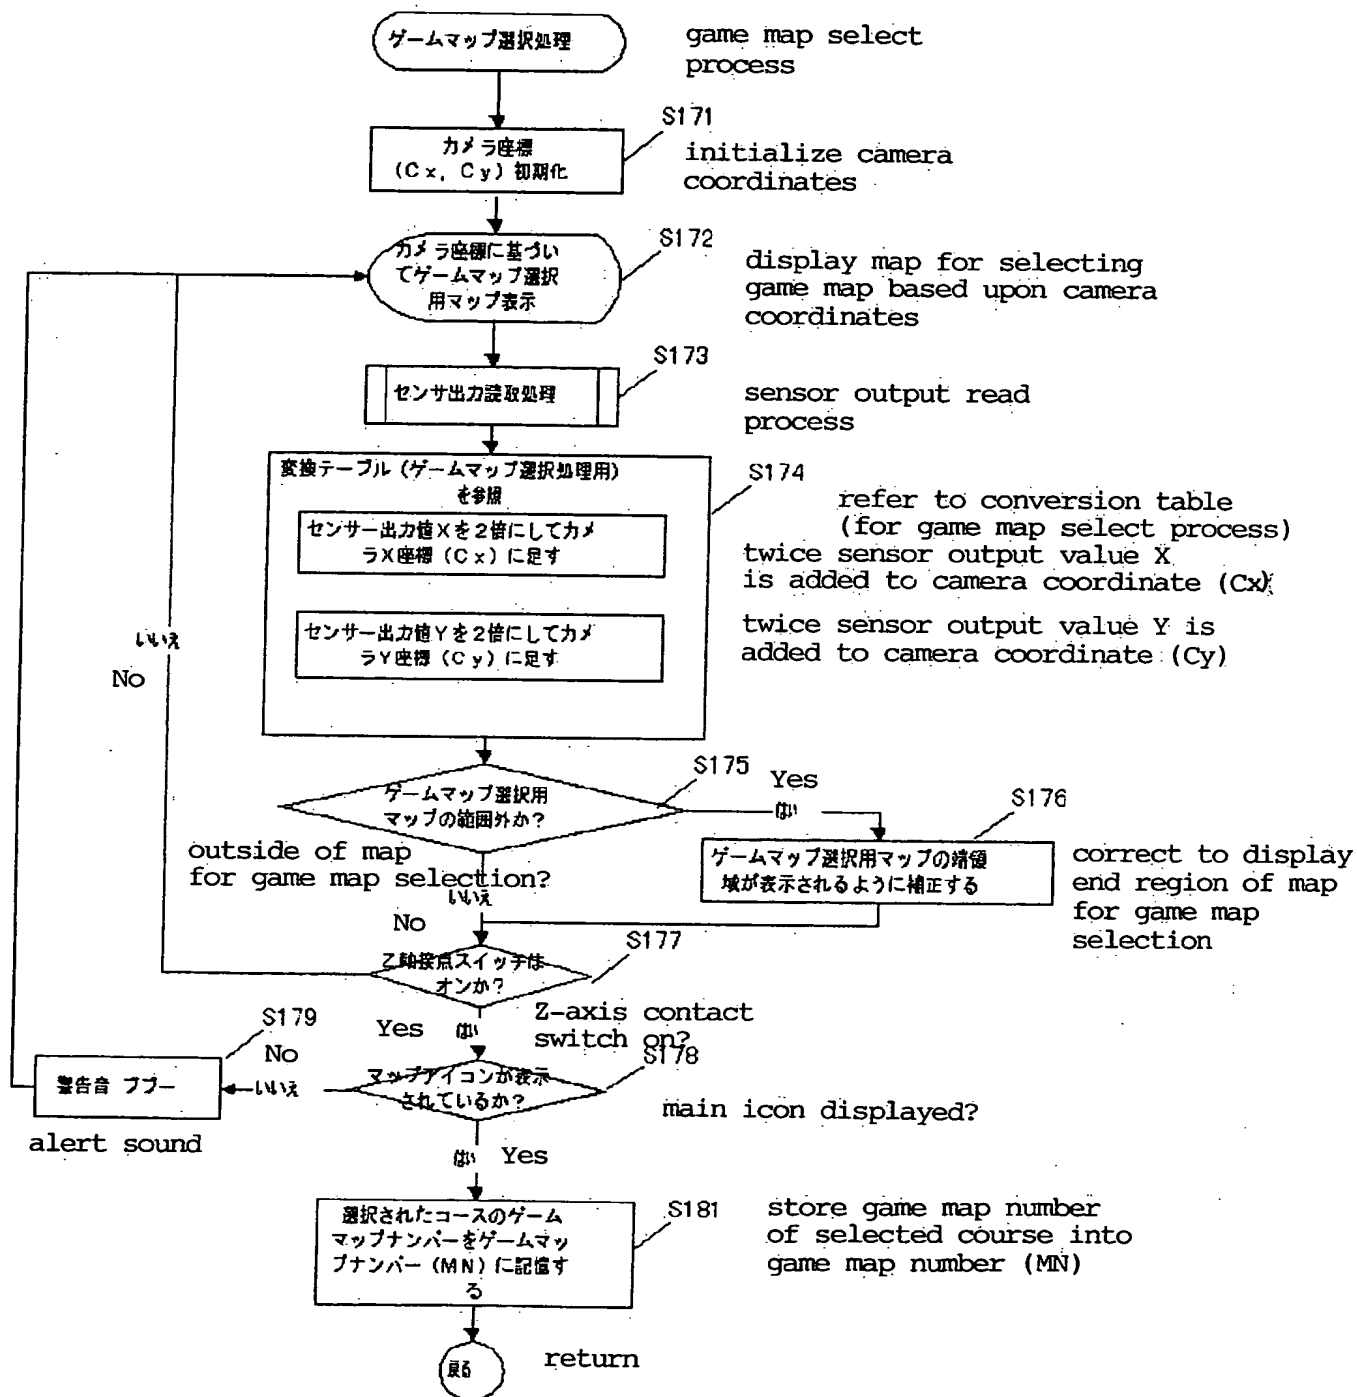 ゲームマップ選択処理
game map select
process
S171
カメラ座標
(Cx, Cy) 初期化
initialize camera
coordinates
S172
カメラ座標に基づい
てゲームマップ選択
用マップ表示
display map for selecting
game map based upon camera
coordinates
S173
センサ出力読取処理
sensor output read
process
S174
変換テーブル (ゲームマップ選択処理用)
を参照
refer to conversion table
(for game map select process)
センサー出力値Xを2倍にしてカメ
ラX座標 (Cx) に足す
twice sensor output value X
is added to camera coordinate (Cx)
センサー出力値Yを2倍にしてカメ
ラY座標 (Cy) に足す
twice sensor output value Y is
added to camera coordinate (Cy)
いいえ
No
S175
ゲームマップ選択用
マップの範囲外か?
outside of map
for game map selection?
Yes
はい
S176
ゲームマップ選択用マップの端領
域が表示されるように補正する
correct to display
end region of map
for game map
selection
いいえ
No
S177
Z軸接点スイッチは
オンか?
Z-axis contact
switch on?
Yes はい
S178
マップアイコンが表示
されているか?
main icon displayed?
No
いいえ
S179
警告音 ブブー
alert sound
はい Yes
S181
選択されたコースのゲーム
マップナンバーをゲームマッ
プナンバー (MN) に記憶す
る
store game map number
of selected course into
game map number (MN)
戻る
return